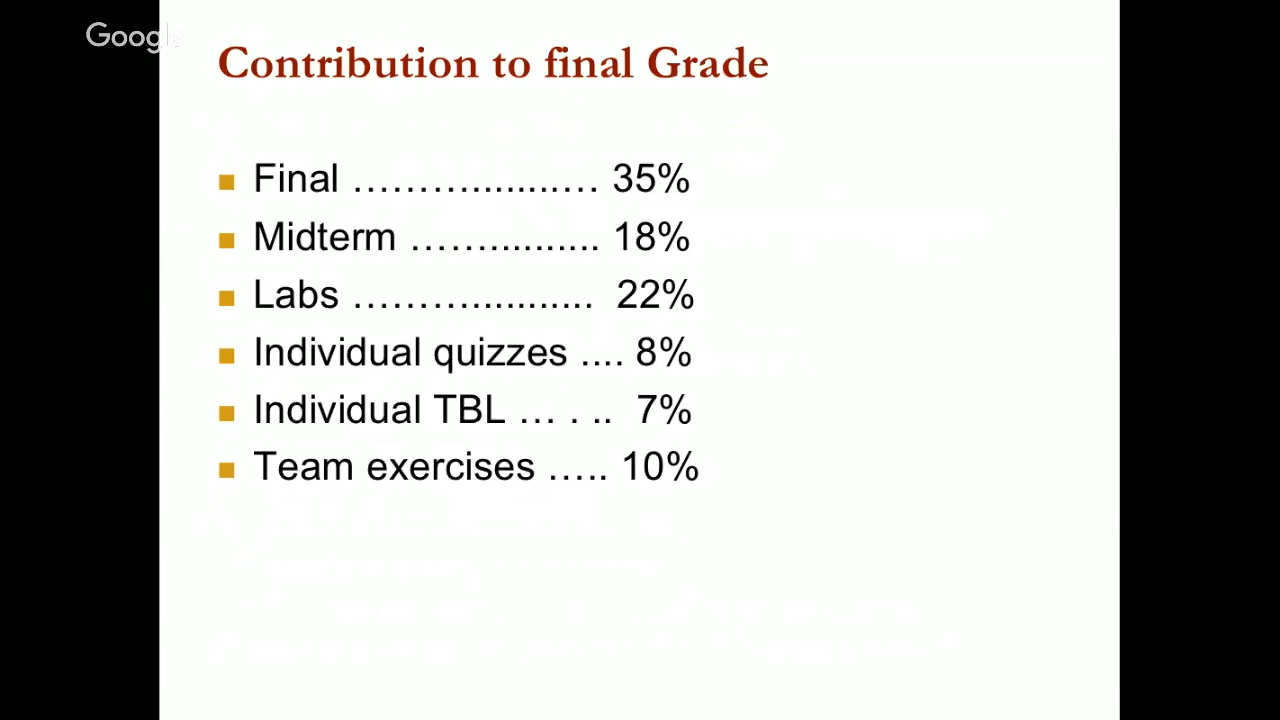 Google
Contribution to final Grade
Final ………........… 35%
Midterm ……......... 18%
Labs ………........... 22%
Individual quizzes .... 8%
Individual TBL … . .. 7%
Team exercises ….. 10%